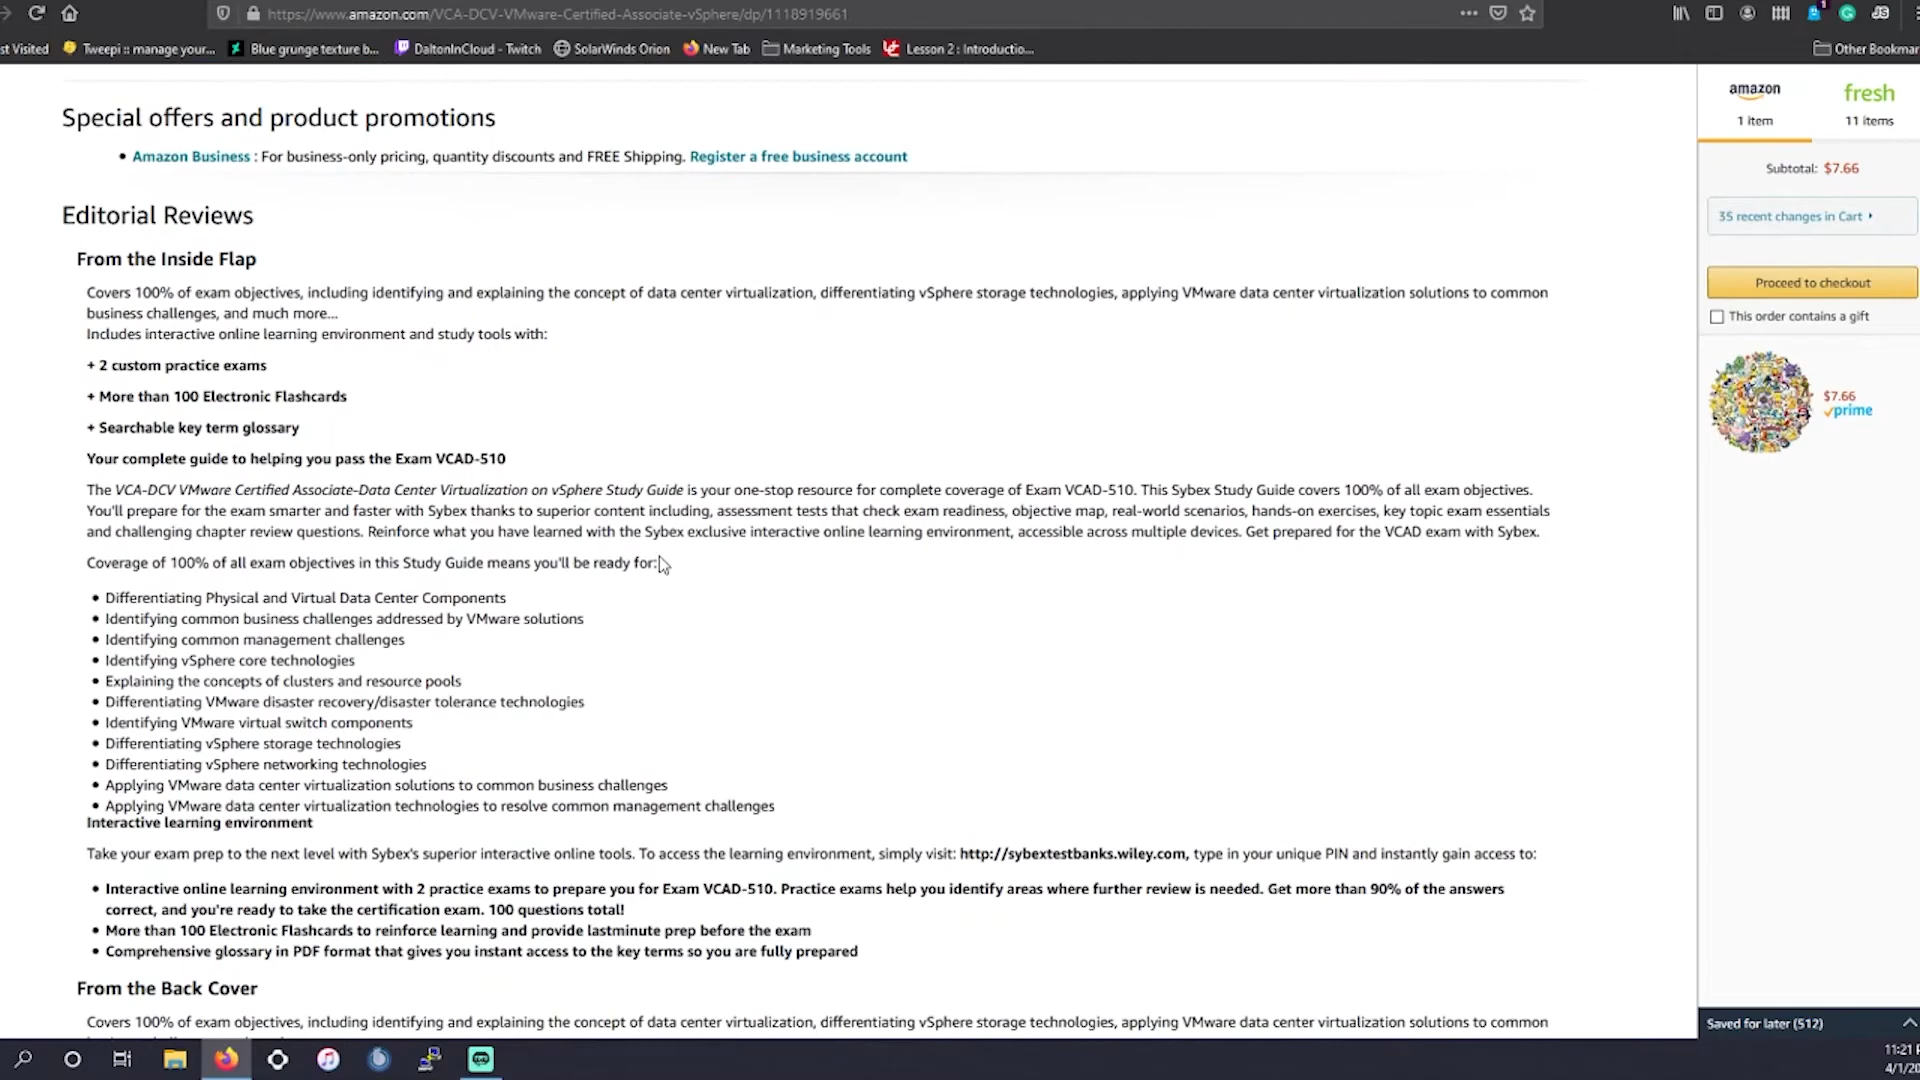 https://www.amazon.com/VCA-DCV-VMware-Certified-Associate-vSphere/dp/1118919661
st Visited
Tweepi :: manage your...
Blue grunge texture b...
DaltonInCloud - Twitch
SolarWinds Orion
New Tab
Marketing Tools
Lesson 2 : Introductio...
Other Bookmar
Special offers and product promotions
• Amazon Business : For business-only pricing, quantity discounts and FREE Shipping. Register a free business account
Editorial Reviews
From the Inside Flap
Covers 100% of exam objectives, including identifying and explaining the concept of data center virtualization, differentiating vSphere storage technologies, applying VMware data center virtualization solutions to common
business challenges, and much more...
Includes interactive online learning environment and study tools with:
+ 2 custom practice exams
+ More than 100 Electronic Flashcards
+ Searchable key term glossary
Your complete guide to helping you pass the Exam VCAD-510
The VCA-DCV VMware Certified Associate-Data Center Virtualization on vSphere Study Guide is your one-stop resource for complete coverage of Exam VCAD-510. This Sybex Study Guide covers 100% of all exam objectives.
You'll prepare for the exam smarter and faster with Sybex thanks to superior content including, assessment tests that check exam readiness, objective map, real-world scenarios, hands-on exercises, key topic exam essentials
and challenging chapter review questions. Reinforce what you have learned with the Sybex exclusive interactive online learning environment, accessible across multiple devices. Get prepared for the VCAD exam with Sybex.
Coverage of 100% of all exam objectives in this Study Guide means you'll be ready for:
• Differentiating Physical and Virtual Data Center Components
• Identifying common business challenges addressed by VMware solutions
• Identifying common management challenges
• Identifying vSphere core technologies
• Explaining the concepts of clusters and resource pools
• Differentiating VMware disaster recovery/disaster tolerance technologies
• Identifying VMware virtual switch components
• Differentiating vSphere storage technologies
• Differentiating vSphere networking technologies
• Applying VMware data center virtualization solutions to common business challenges
• Applying VMware data center virtualization technologies to resolve common management challenges
Interactive learning environment
Take your exam prep to the next level with Sybex's superior interactive online tools. To access the learning environment, simply visit: http://sybextestbanks.wiley.com, type in your unique PIN and instantly gain access to:
• Interactive online learning environment with 2 practice exams to prepare you for Exam VCAD-510. Practice exams help you identify areas where further review is needed. Get more than 90% of the answers
correct, and you're ready to take the certification exam. 100 questions total!
• More than 100 Electronic Flashcards to reinforce learning and provide lastminute prep before the exam
• Comprehensive glossary in PDF format that gives you instant access to the key terms so you are fully prepared
From the Back Cover
Covers 100% of exam objectives, including identifying and explaining the concept of data center virtualization, differentiating vSphere storage technologies, applying VMware data center virtualization solutions to common
amazon
1 item
fresh
11 items
Subtotal: $7.66
35 recent changes in Cart
Proceed to checkout
This order contains a gift
$7.66
prime
Saved for later (512)
11:21 P
4/1/20